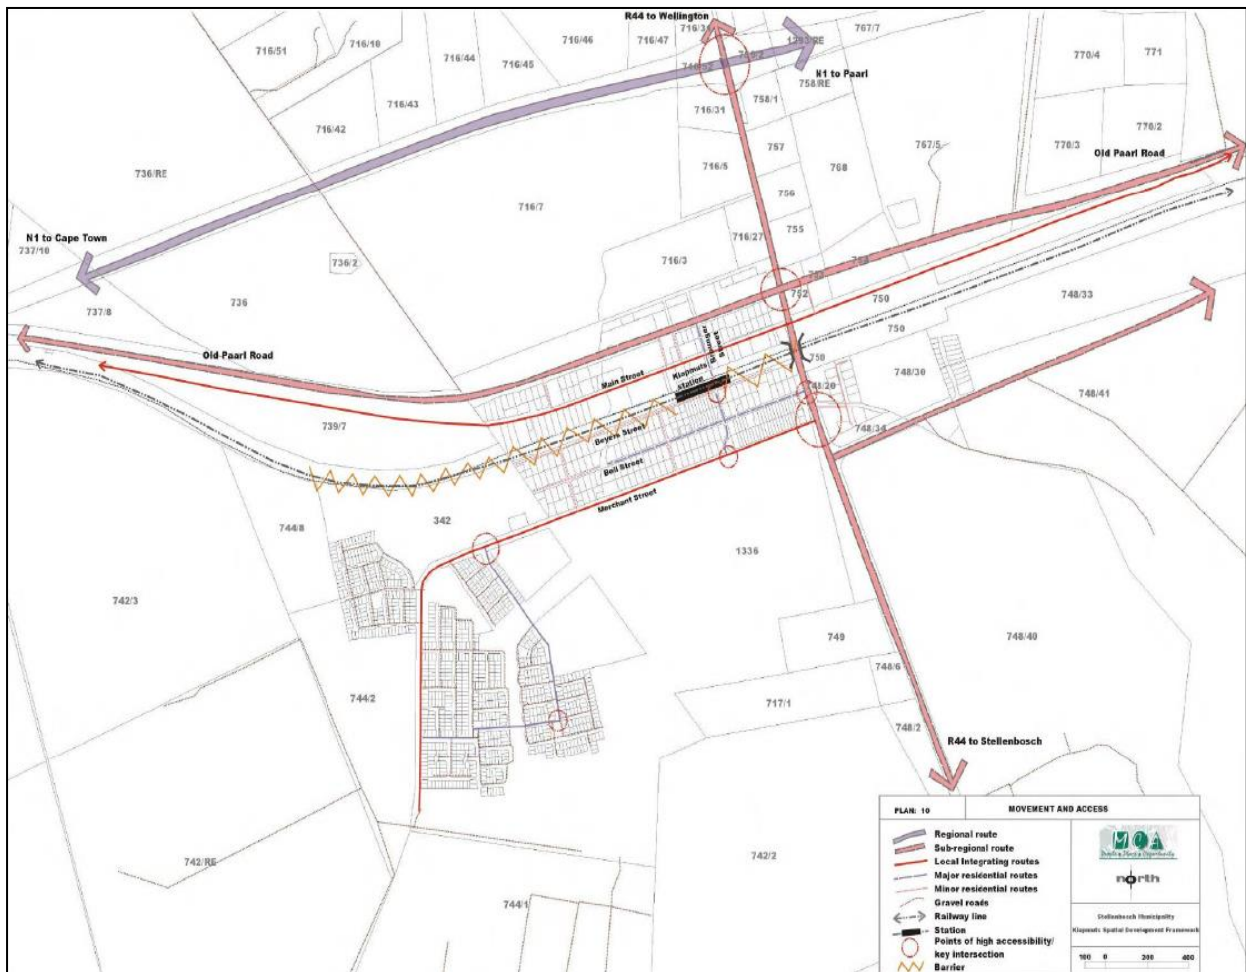 R44 to Wellington
716/51
716/10
716/44
716/46
716/47
716/31
767/7
716/45
N1 to Paarl
758/RE
770/4
771
716/43
716/42
716/31
758/1
770/2
770/3
767/5
Old Paarl Road
757
716/5
768
736/RE
756
716/7
755
716/27
N1 to Cape Town
737/10
736/2
716/3
736
752
750
748/33
737/8
Old Paarl Road
Springer Street
Klapmuts station
750
750
Main Street
748/20
748/30
748/41
739/7
Beyers Street
748/34
Bell Street
Merchant Street
744/8
342
1336
742/3
749
748/40
748/6
744/2
717/1
748/2
R44 to Stellenbosch
742/RE
742/2
744/1
PLAN: 10
MOVEMENT AND ACCESS
Regional route
Sub-regional route
Local Integrating routes
Major residential routes
Minor residential routes
Gravel roads
Railway line
Station
Points of high accessibility/
key intersection
Barrier
north
Stellenbosch Municipality
Klapmuts Spatial Development Framework
100 0 200 400